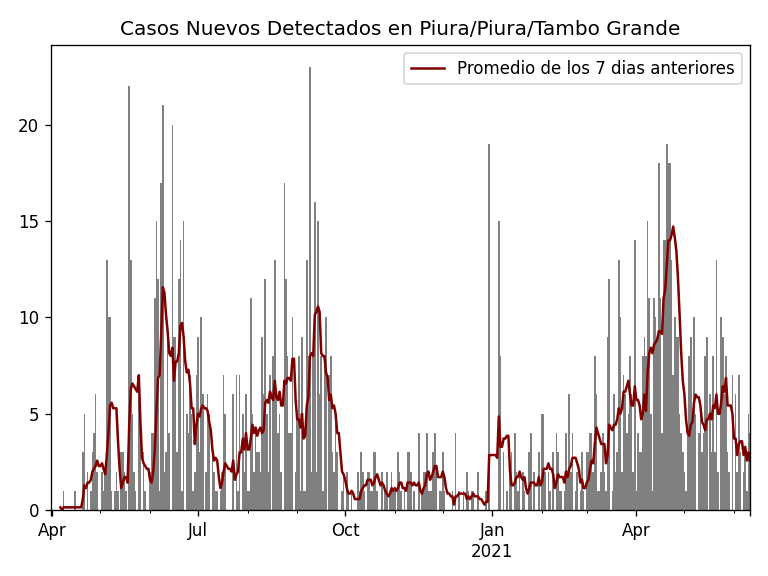 Casos Nuevos Detectados en Piura/Piura/Tambo Grande
Promedio de los 7 dias anteriores
20
15
10
5
0
Apr Jul Oct Jan Apr
2021